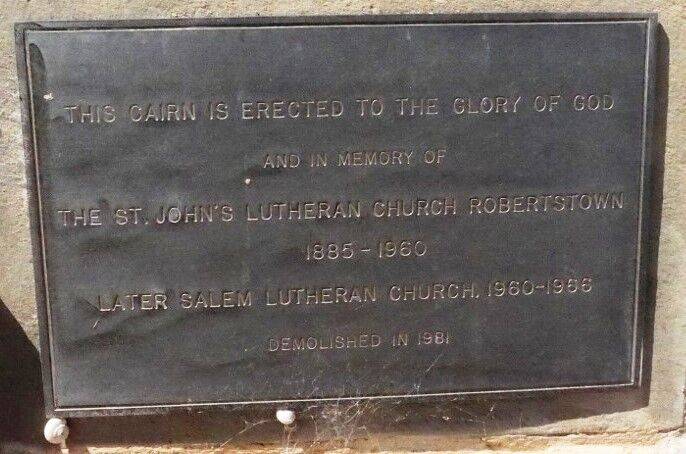 THIS CAIRN IS ERECTED TO THE GLORY OF GOD
AND IN MEMORY OF
THE ST. JOHN'S LUTHERAN CHURCH ROBERTSTOWN
1885-1960
LATER SALEM LUTHERAN CHURCH, 1960-1966
DEMOLISHED IN 1981